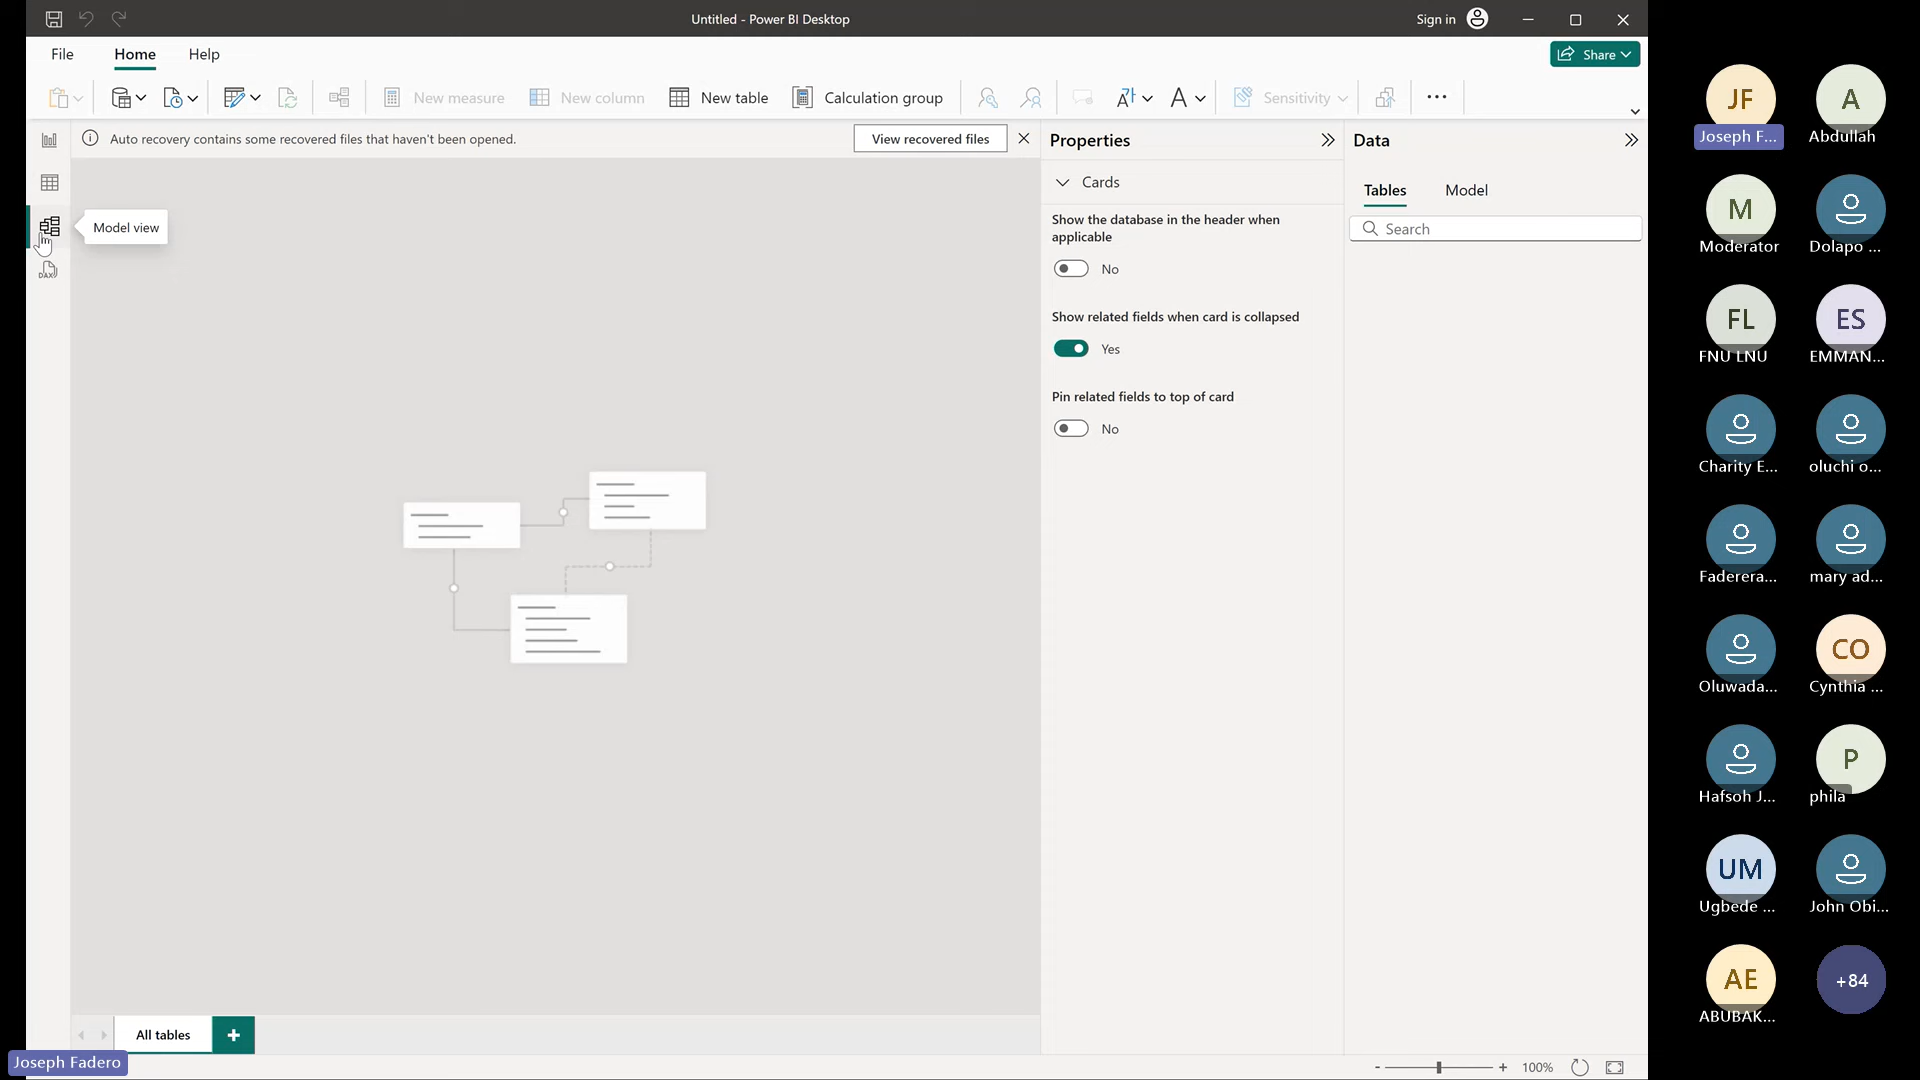 Untitled - Power BI Desktop
Sign in
File
Home
Help
Share
New measure
New column
New table
Calculation group
Sensitivity
Auto recovery contains some recovered files that haven't been opened.
View recovered files
Model view
DAX
Properties
Cards
Show the database in the header when
applicable
No
Show related fields when card is collapsed
Yes
Pin related fields to top of card
No
Data
Tables
Model
Search
All tables
100%
Joseph Fadero
JF
Joseph F...
A
Abdullah
M
Moderator
Dolapo ...
FL
FNU LNU
ES
EMMAN...
Charity E...
oluchi o...
Faderera...
mary ad...
Oluwada...
CO
Cynthia ...
Hafsoh J...
P
phila
UM
Ugbede ...
John Obi...
AE
ABUBAK...
+84